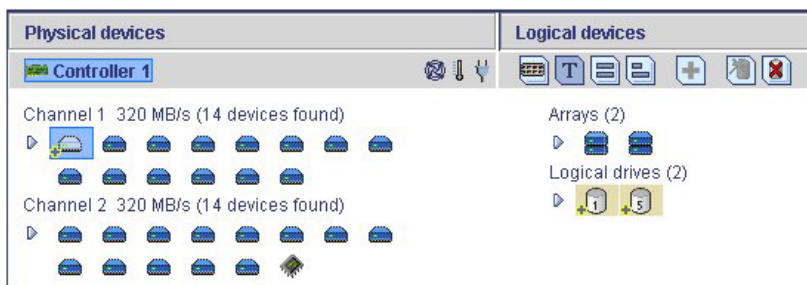 Physical devices
Logical devices
Controller 1
T
Channel 1 320 MB/s (14 devices found)
Channel 2 320 MB/s (14 devices found)
Arrays (2)
Logical drives (2)
1
5